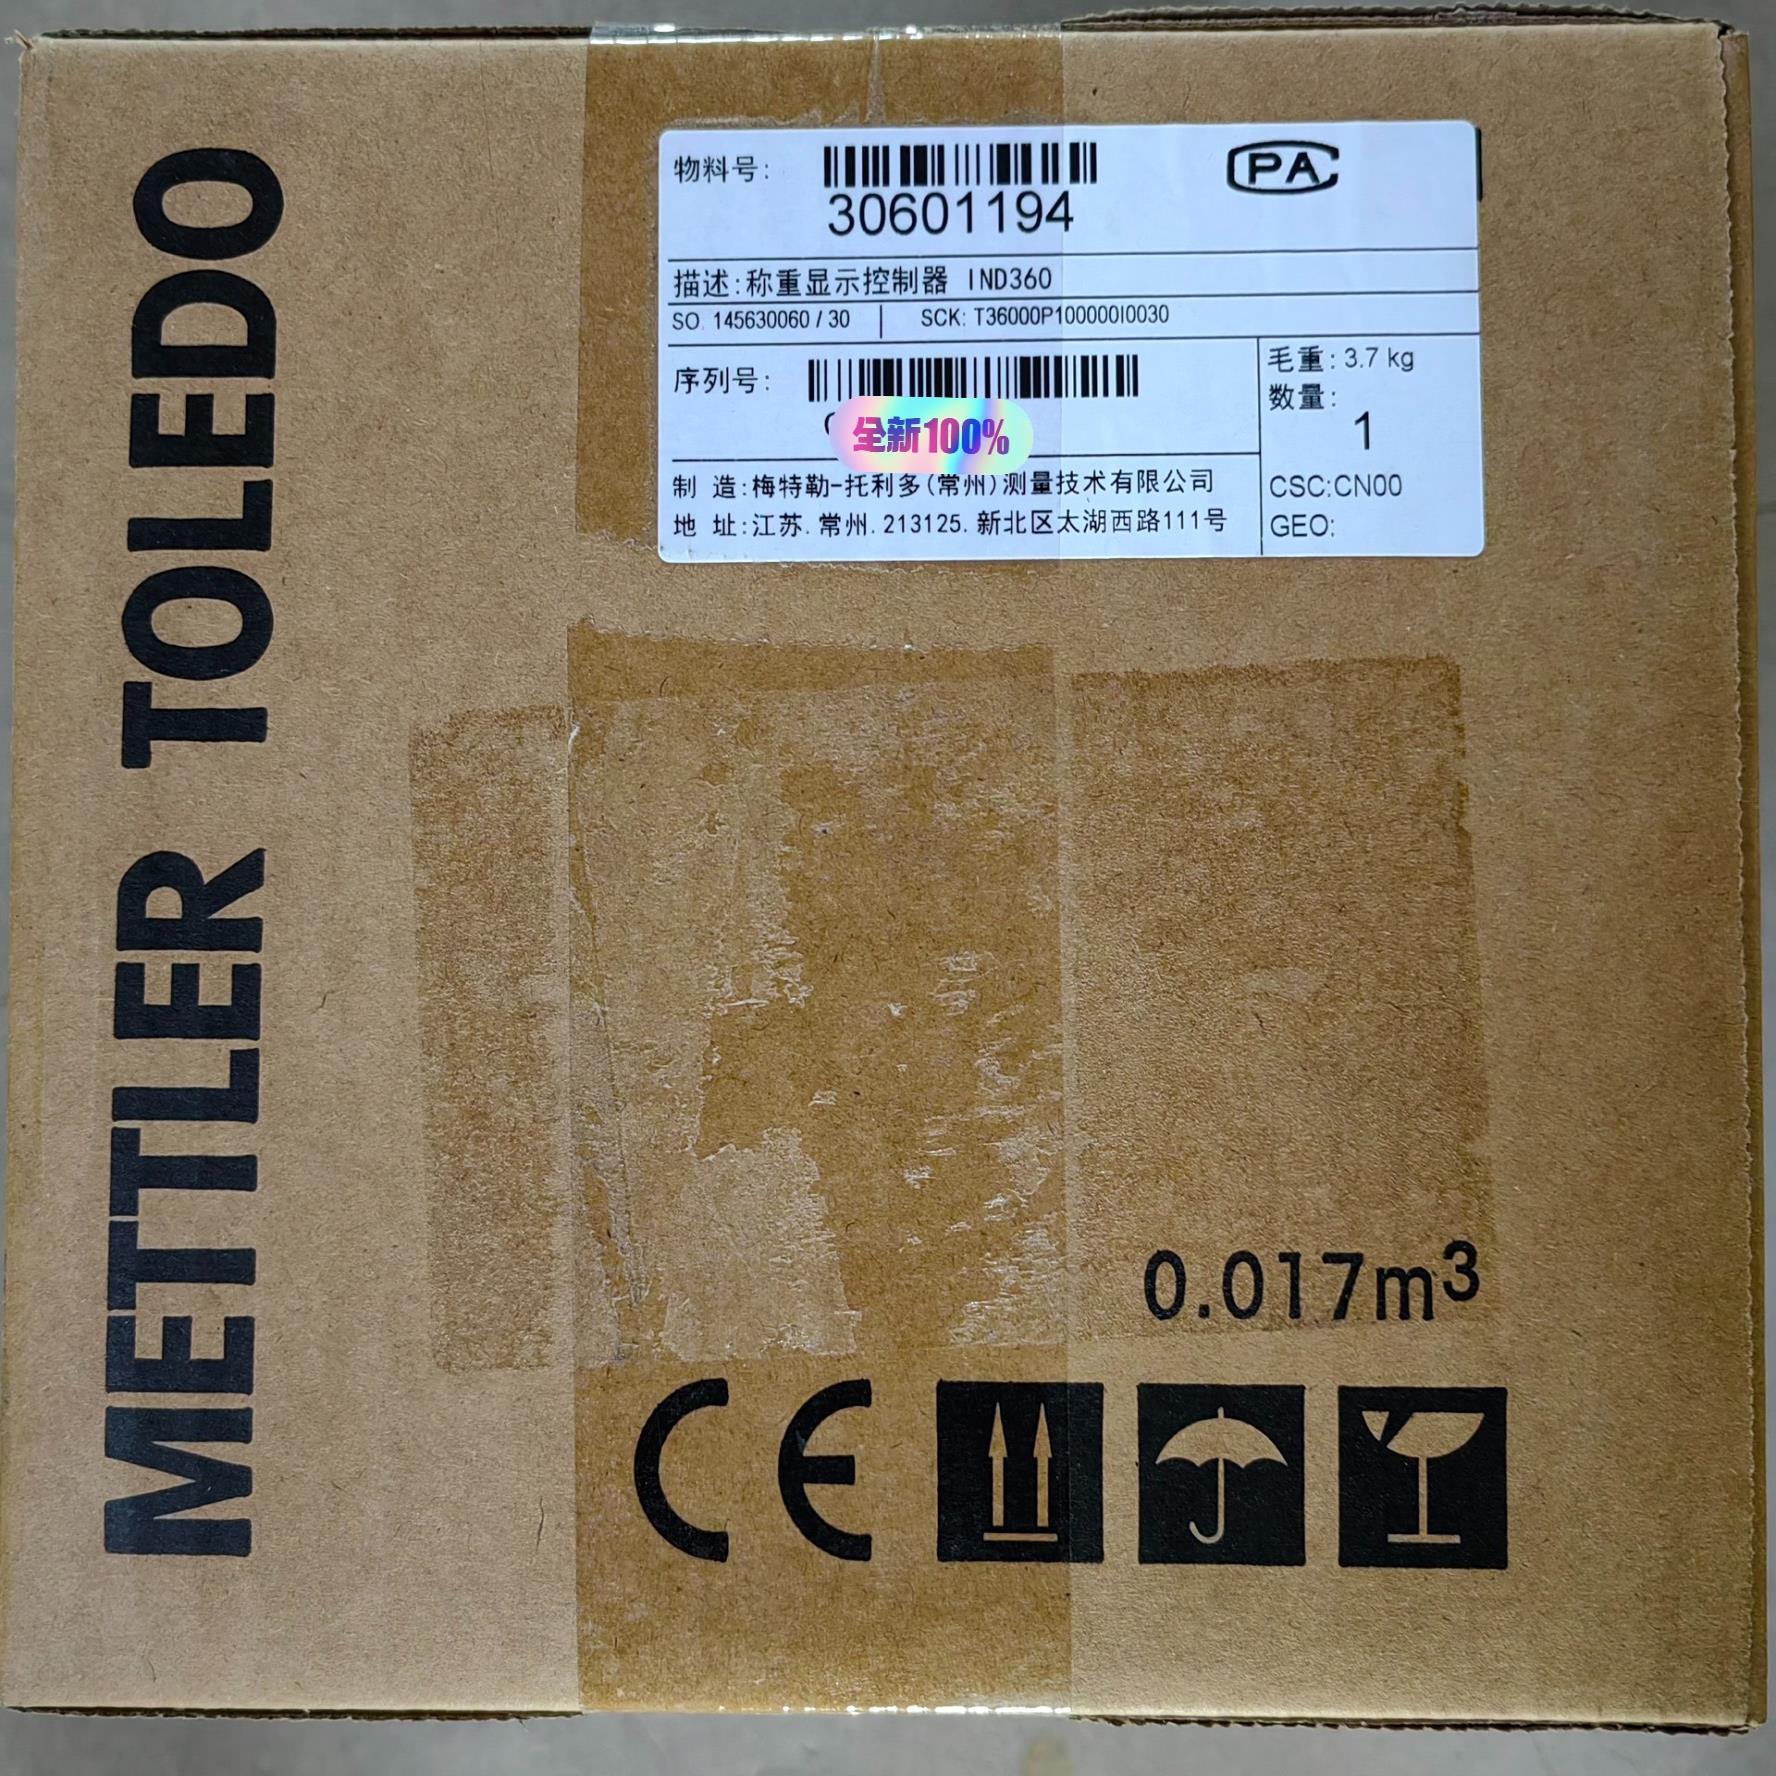 METTLER TOLEDO
物料号:
30601194
CPA
描述:称重显示控制器 IND360
SO. 145630060 / 30 SCK: T36000P100000I0030
序列号:
毛重: 3.7 kg
数量:
1
全新100%
制 造:梅特勒-托利多(常州)测量技术有限公司
地 址:江苏.常州.213125.新北区太湖西路111号
CSC:CN00
GEO:
0.017m³
CE